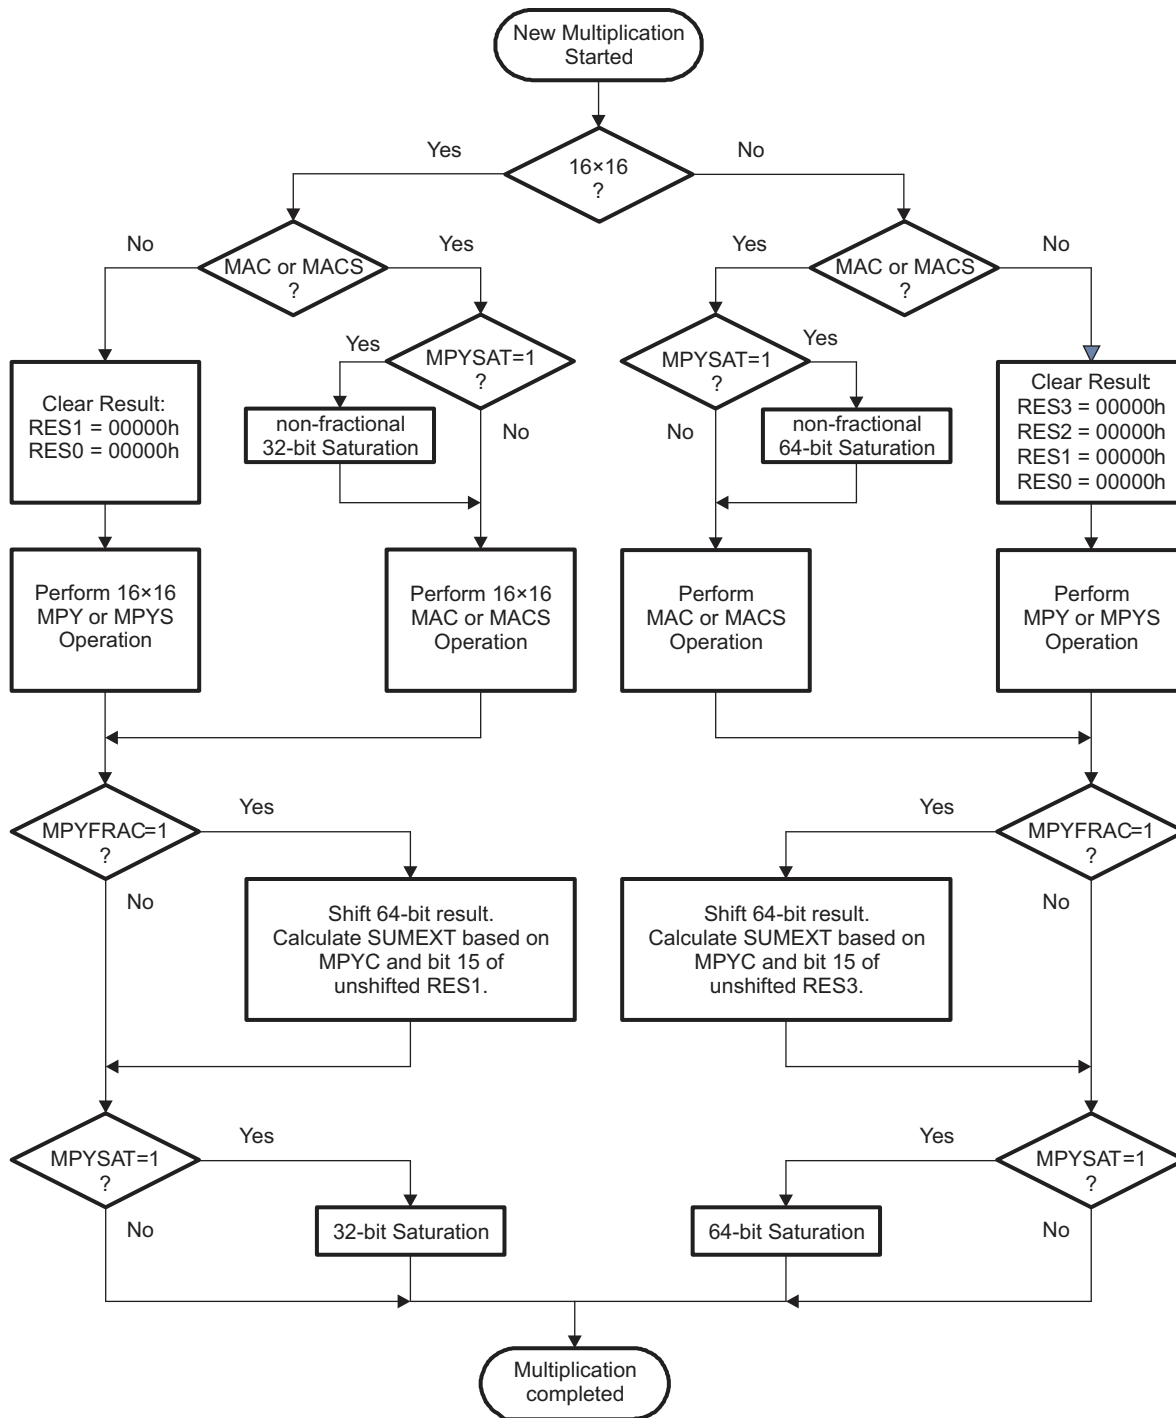 New Multiplication
Started
16×16
?
Yes
No
MAC or MACS
?
No
Yes
MAC or MACS
?
Yes
No
MPYSAT=1
?
Yes
No
MPYSAT=1
?
Yes
No
Clear Result:
RES1 = 00000h
RES0 = 00000h
non-fractional
32-bit Saturation
non-fractional
64-bit Saturation
Clear Result:
RES3 = 00000h
RES2 = 00000h
RES1 = 00000h
RES0 = 00000h
Perform 16×16
MPY or MPYS
Operation
Perform 16×16
MAC or MACS
Operation
Perform
MAC or MACS
Operation
Perform
MPY or MPYS
Operation
MPYFRAC=1
?
Yes
No
Yes
MPYFRAC=1
?
No
Shift 64-bit result.
Calculate SUMEXT based on
MPYC and bit 15 of
unshifted RES1.
Shift 64-bit result.
Calculate SUMEXT based on
MPYC and bit 15 of
unshifted RES3.
MPYSAT=1
?
Yes
No
Yes
MPYSAT=1
?
No
32-bit Saturation
64-bit Saturation
Multiplication
completed